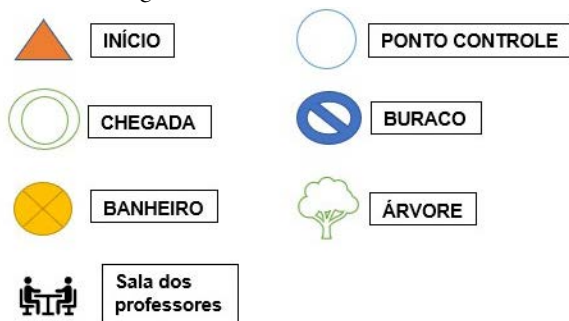 INÍCIO
PONTO CONTROLE
CHEGADA
BURACO
BANHEIRO
ÁRVORE
Sala dos
professores